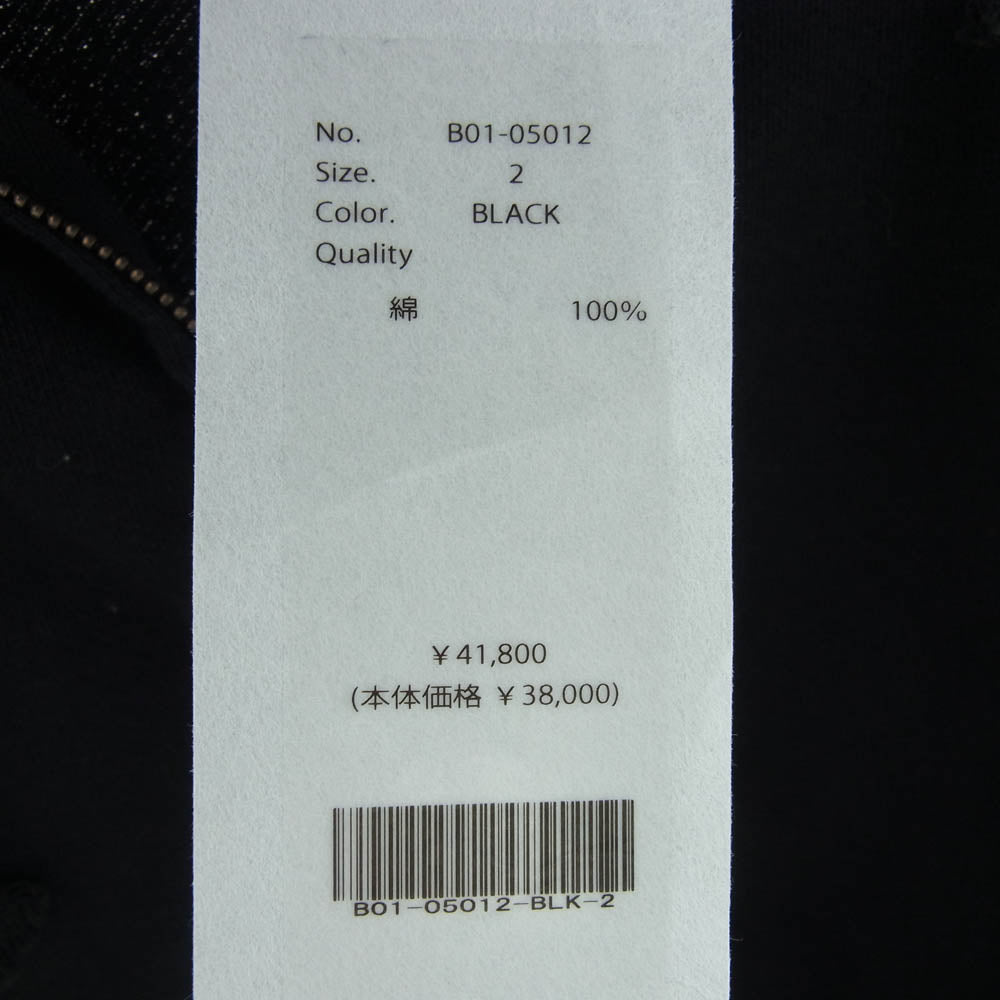 No. B01-05012
Size. 2
Color. BLACK
Quality
綿 100%
￥41,800
(本体価格 ￥38,000)
B01-05012-BLK-2